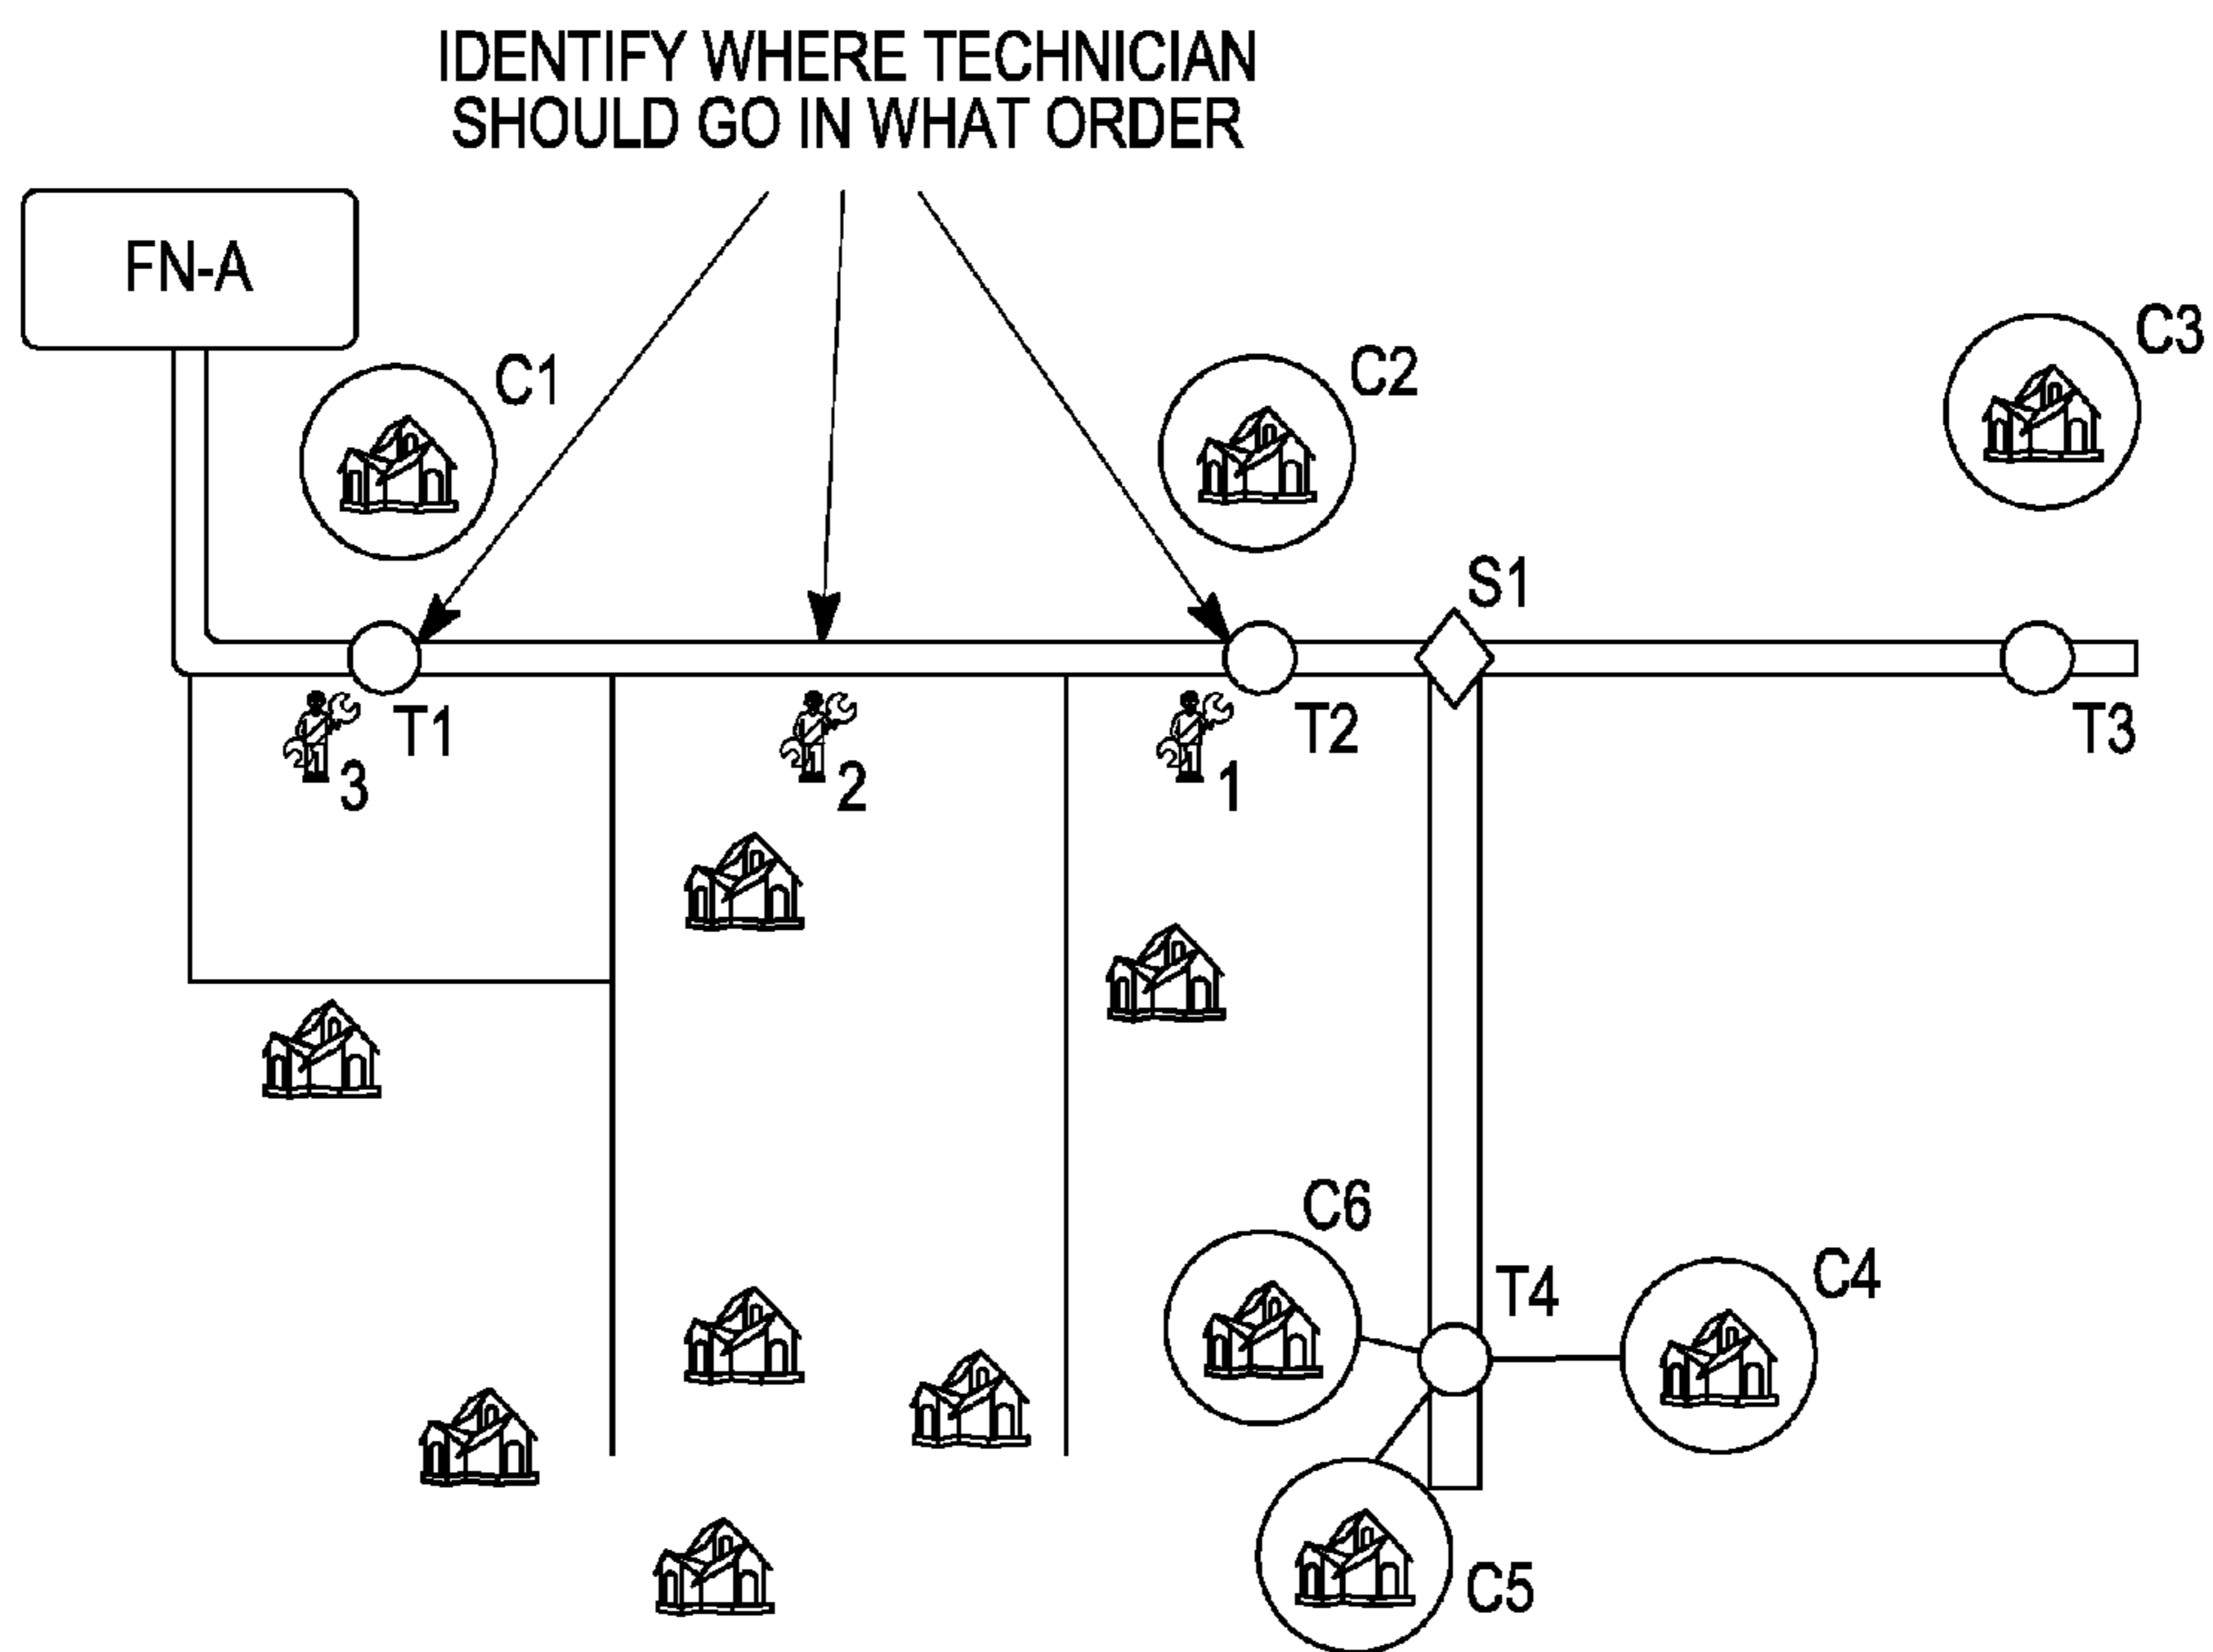 IDENTIFY WHERE TECHNICIAN
SHOULD GO IN WHAT ORDER
FN-A
C1
C2
C3
S1
T1
T2
T3
3
2
1
C6
T4
C4
C5